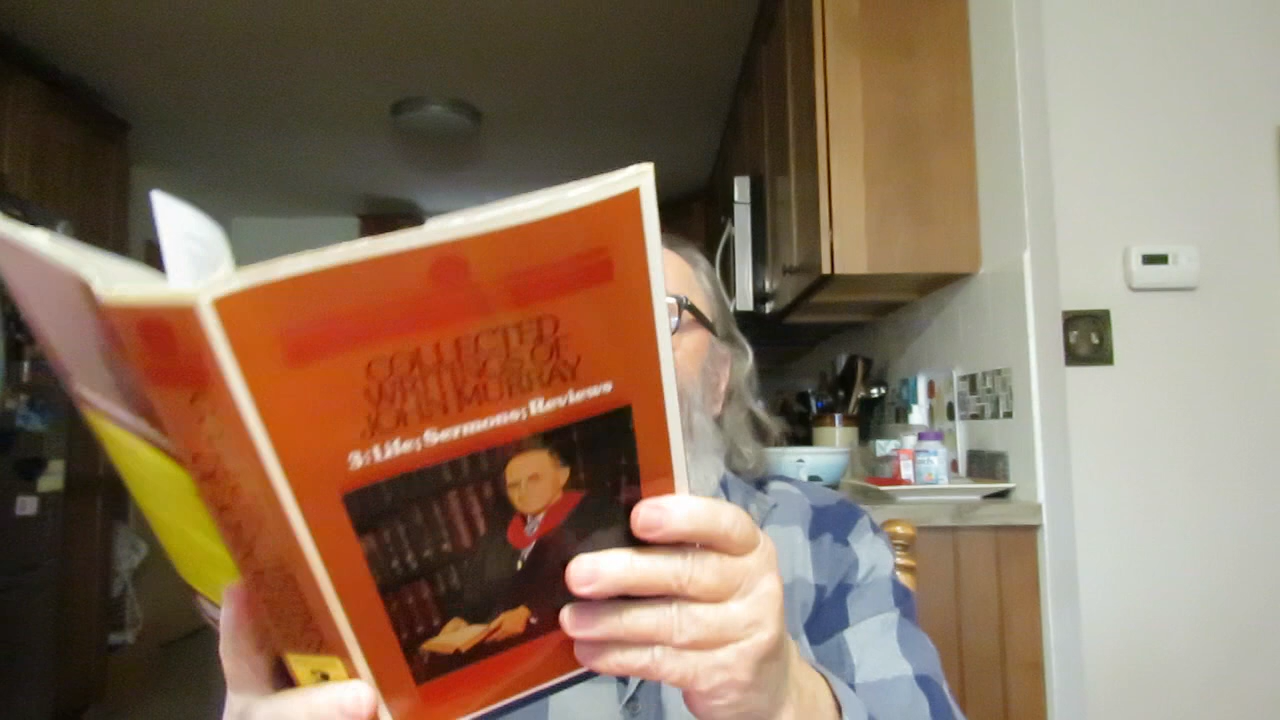 COLLECTED
WRITINGS OF
JOHN MURRAY
3: Life; Sermons; Reviews